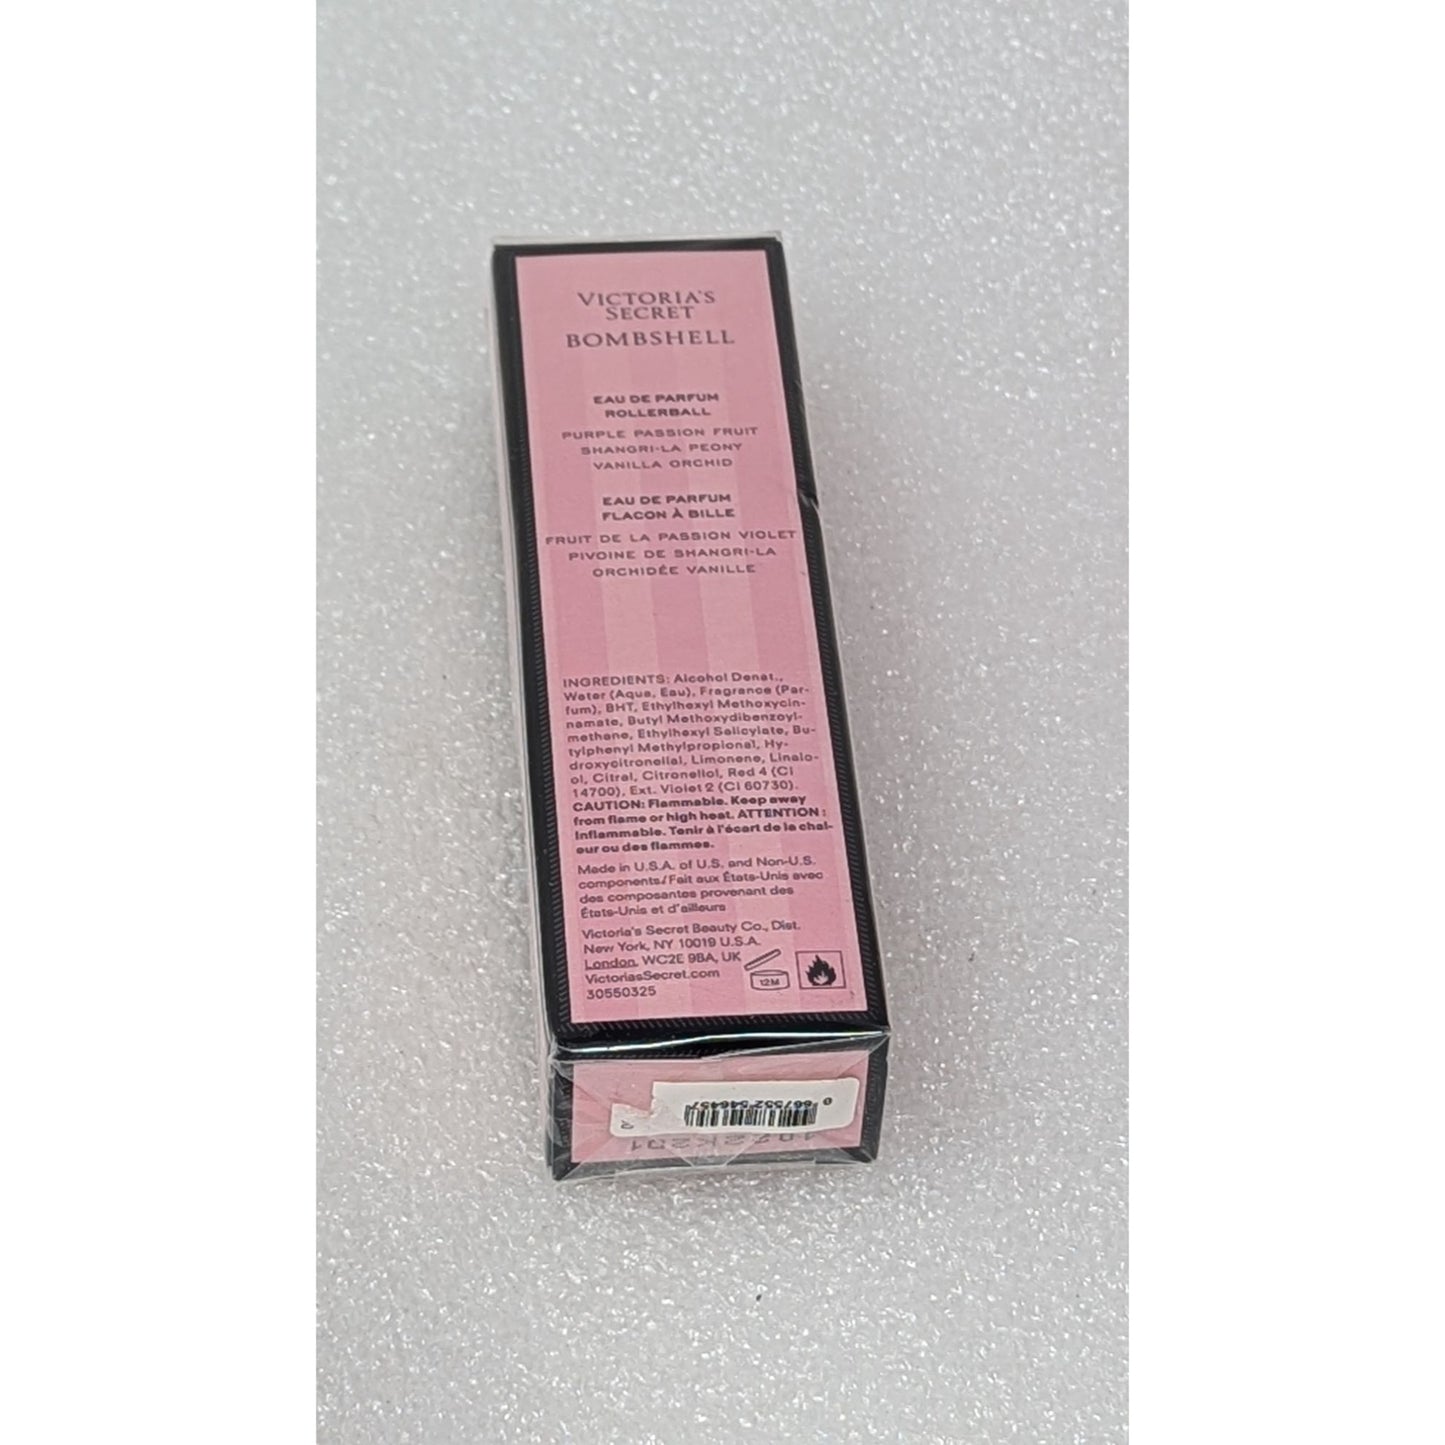 VICTORIA'S
SECRET
BOMBSHELL
EAU DE PARFUM
ROLLERBALL
PURPLE PASSION FRUIT
SHANGRI-LA PEONY
VANILLA ORCHID
EAU DE PARFUM
FLACON À BILLE
FRUIT DE LA PASSION VIOLET
PIVOINE DE SHANGRI-LA
ORCHIDÉE VANILLE
INGREDIENTS: Alcohol Denat.,
Water (Aqua, Eau), Fragrance (Par-
fum), BHT, Ethylhexyl Methoxycin-
namate, Butyl Methoxydibenzoyl-
methane, Ethylhexyl Salicylate, Bu-
tylphenyl Methylpropional, Hy-
droxycitronellal, Limonene, Linalo-
ol, Citral, Citronellol, Red 4 (CI
14700), Ext. Violet 2 (CI 60730).
CAUTION: Flammable. Keep away
from flame or high heat. ATTENTION :
Inflammable. Tenir à l'écart de la chal-
eur ou des flammes.
Made in U.S.A. of U.S. and Non-U.S.
components/Fait aux États-Unis avec
des composantes provenant des
États-Unis et d'ailleurs
Victoria's Secret Beauty Co., Dist.
New York, NY 10019 U.S.A.
London, WC2E 9BA, UK
VictoriasSecret.com
30550325
12M
0 667552 546457